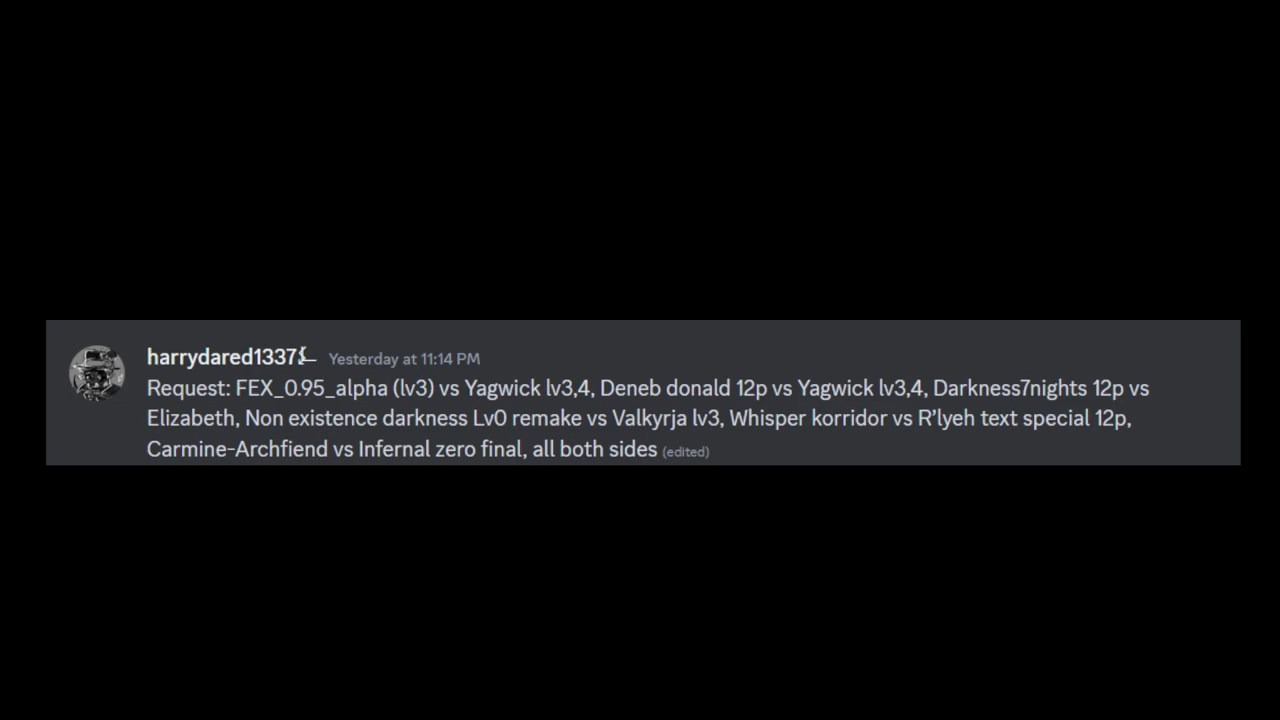 harrydared1337 Yesterday at 11:14 PM
Request: FEX_0.95_alpha (lv3) vs Yagwick lv3,4, Deneb donald 12p vs Yagwick lv3,4, Darkness7nights 12p vs
Elizabeth, Non existence darkness Lv0 remake vs Valkyrja lv3, Whisper korridor vs R’lyeh text special 12p,
Carmine-Archfiend vs Infernal zero final, all both sides (edited)